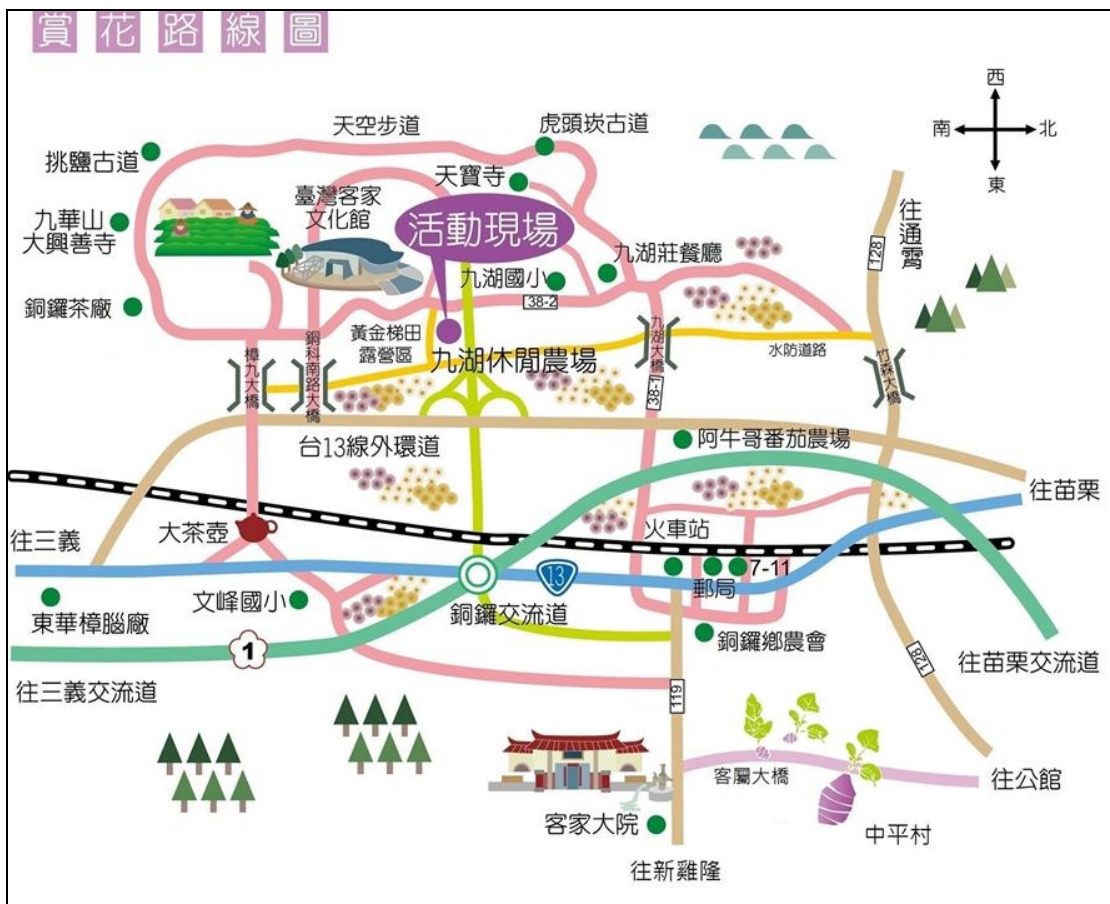 賞花路線圖
西
南
北
東
天空步道
虎頭崁古道
挑鹽古道
天寶寺
臺灣客家
文化館
往通霄
128
九華山
大興善寺
活動現場
九湖莊餐廳
九湖國小
38-2
銅鑼茶廠
黃金梯田
露營區
九湖休閒農場
樟九大橋
銅科南路大橋
九湖大橋
水防道路
竹森大橋
38-1
台13線外環道
阿牛哥番茄農場
往苗栗
大茶壺
火車站
往三義
13
郵局
7-11
東華樟腦廠
文峰國小
銅鑼交流道
銅鑼鄉農會
1
128
往苗栗交流道
往三義交流道
119
客屬大橋
往公館
客家大院
中平村
往新雞隆